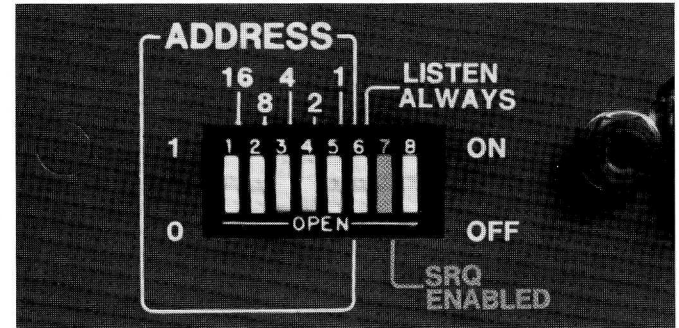 ADDRESS
16 4 1
8 2
LISTEN
ALWAYS
1 1 2 3 4 5 6 7 8 ON
OPEN
0 OFF
SRQ
ENABLED